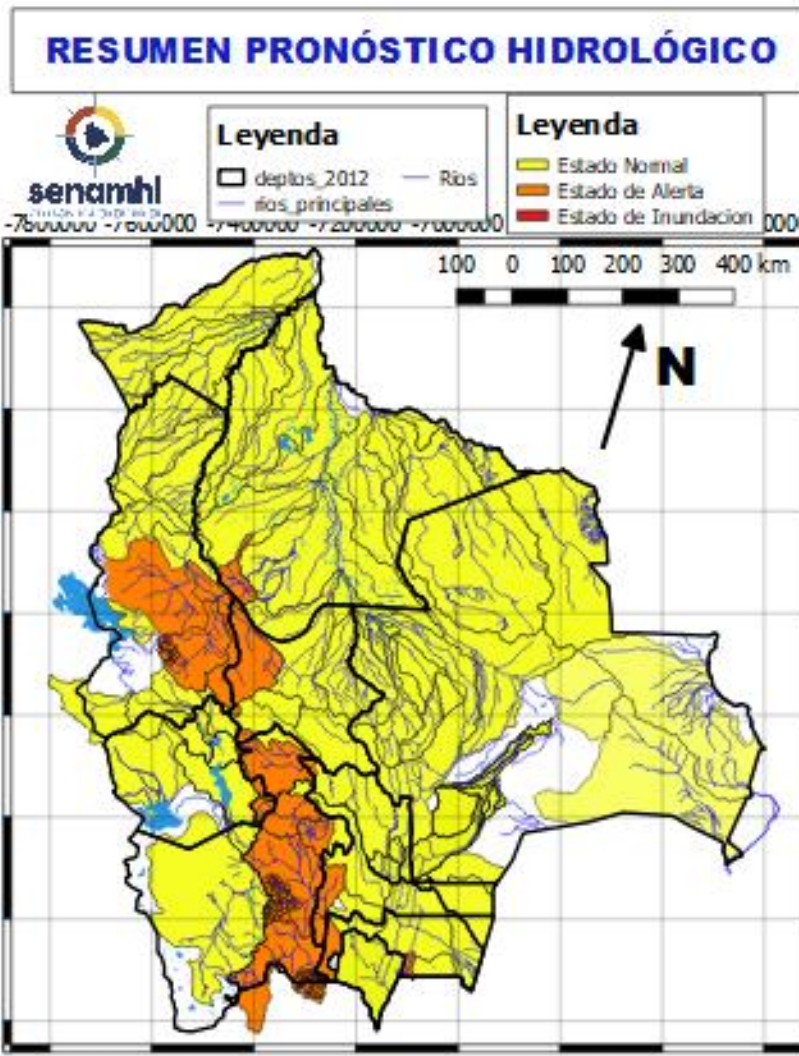 RESUMEN PRONÓSTICO HIDROLÓGICO
senamhi
Leyenda
deptos_2012
Rios
rios_principales
Leyenda
Estado Normal
Estado de Alerta
Estado de Inundacion
-7800000 -7600000 -7400000 -7200000 -7000000
100 0 100 200 300 400 km
N